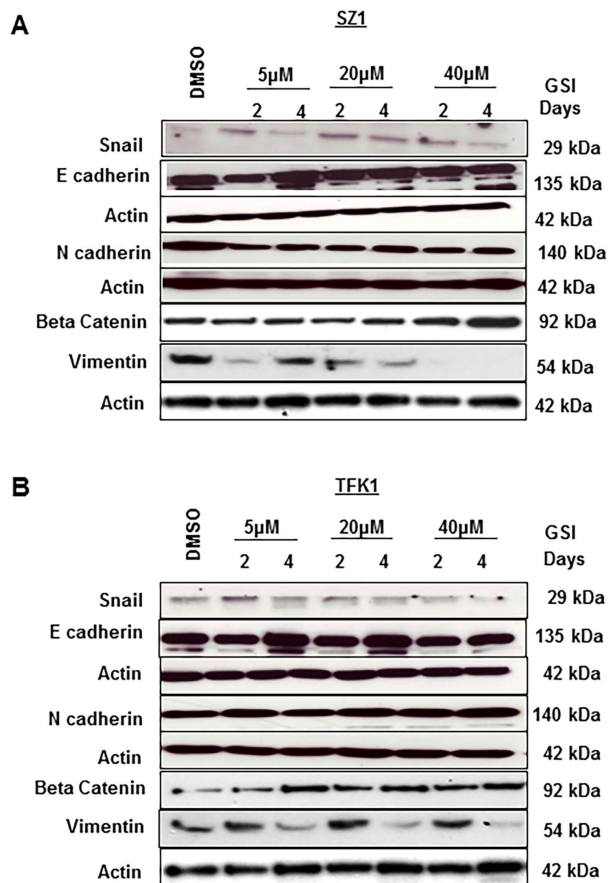 A
SZ1
DMSO
5µM 20µM 40µM GSI
2 4 2 4 2 4 Days
Snail 29 kDa
E cadherin 135 kDa
Actin 42 kDa
N cadherin 140 kDa
Actin 42 kDa
Beta Catenin 92 kDa
Vimentin 54 kDa
Actin 42 kDa
B
TFK1
DMSO
5µM 20µM 40µM GSI
2 4 2 4 2 4 Days
Snail 29 kDa
E cadherin 135 kDa
Actin 42 kDa
N cadherin 140 kDa
Actin 42 kDa
Beta Catenin 92 kDa
Vimentin 54 kDa
Actin 42 kDa